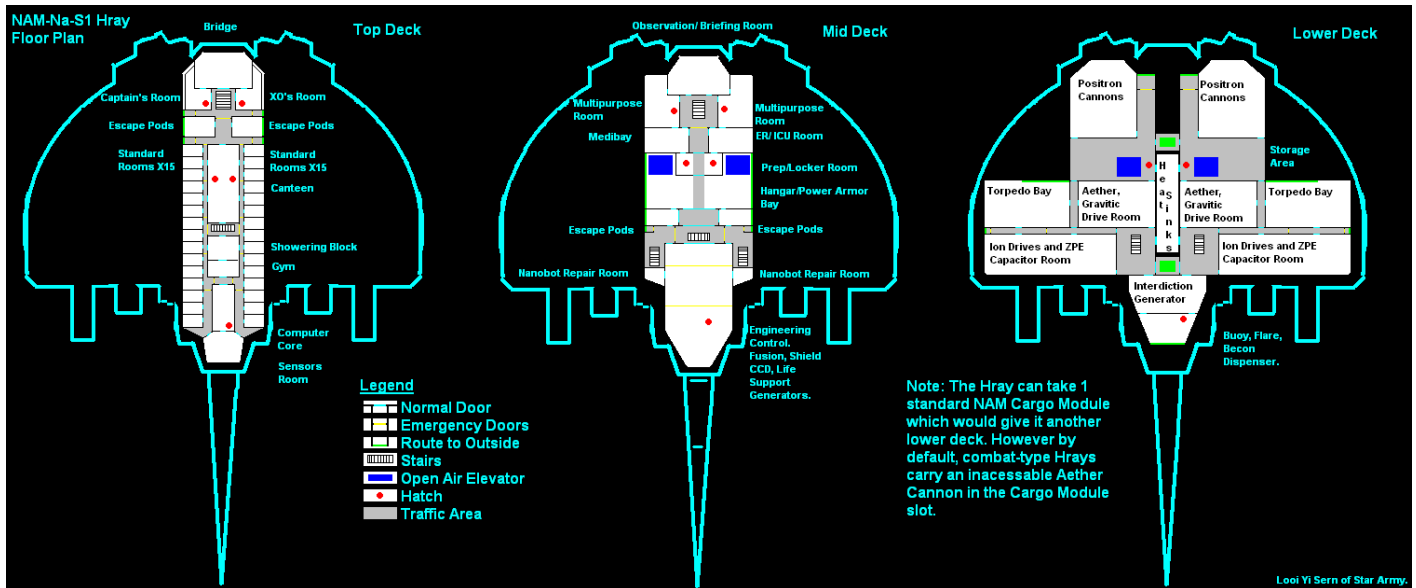 NAM-Na-S1 Hray
Floor Plan
Bridge
Top Deck
Captain's Room
XO's Room
Escape Pods
Escape Pods
Standard
Rooms X15
Standard
Rooms X15
Canteen
Showering Block
Gym
Computer
Core
Sensors
Room
Legend
Normal Door
Emergency Doors
Route to Outside
Stairs
Open Air Elevator
Hatch
Traffic Area
Observation/ Briefing Room
Mid Deck
Multipurpose
Room
Multipurpose
Room
Medibay
ER/ ICU Room
Prep/Locker Room
Hangar/Power Armor
Bay
Escape Pods
Escape Pods
Nanobot Repair Room
Nanobot Repair Room
Engineering
Control.
Fusion, Shield
CCD, Life
Support
Generators.
Lower Deck
Positron
Cannons
Positron
Cannons
Storage
Area
Heat
Sinks
Torpedo Bay
Aether,
Gravitic
Drive Room
Aether,
Gravitic
Drive Room
Torpedo Bay
Ion Drives and ZPE
Capacitor Room
Ion Drives and ZPE
Capacitor Room
Interdiction
Generator
Buoy, Flare,
Becon
Dispenser.
Note: The Hray can take 1
standard NAM Cargo Module
which would give it another
lower deck. However by
default, combat-type Hrays
carry an inacessable Aether
Cannon in the Cargo Module
slot.
Looi Yi Sern of Star Army.